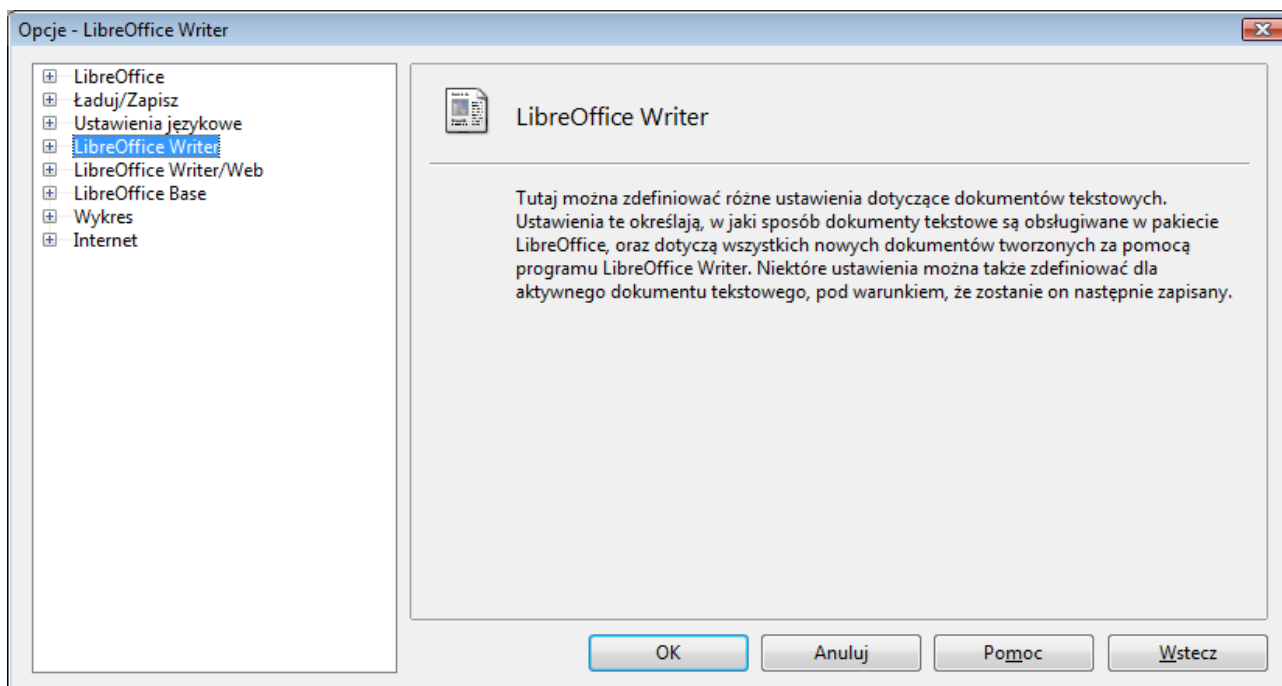 Opcje - LibreOffice Writer
LibreOffice
Ładuj/Zapisz
Ustawienia językowe
LibreOffice Writer
LibreOffice Writer/Web
LibreOffice Base
Wykres
Internet
LibreOffice Writer
Tutaj można zdefiniować różne ustawienia dotyczące dokumentów tekstowych.
Ustawienia te określają, w jaki sposób dokumenty tekstowe są obsługiwane w pakiecie
LibreOffice, oraz dotyczą wszystkich nowych dokumentów tworzonych za pomocą
programu LibreOffice Writer. Niektóre ustawienia można także zdefiniować dla
aktywnego dokumentu tekstowego, pod warunkiem, że zostanie on następnie zapisany.
OK
Anuluj
Pomoc
Wstecz